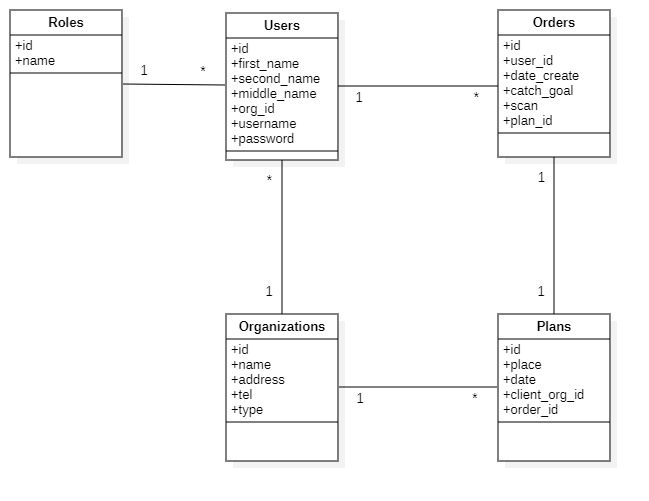 Roles
+id
+name
1
*
Users
+id
+first_name
+second_name
+middle_name
+org_id
+username
+password
1
*
Orders
+id
+user_id
+date_create
+catch_goal
+scan
+plan_id
*
1
1
1
Organizations
+id
+name
+address
+tel
+type
1
*
Plans
+id
+place
+date
+client_org_id
+order_id